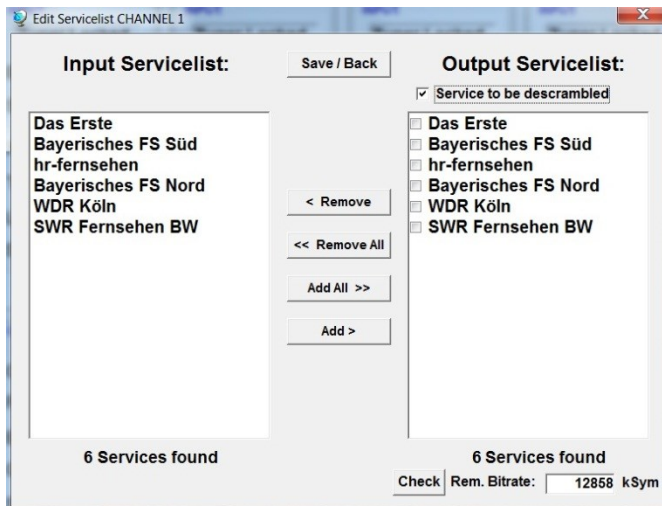 Edit Servicelist CHANNEL 1
Input Servicelist:
Save / Back
Output Servicelist:
Service to be descrambled
Das Erste
Bayerisches FS Süd
hr-fernsehen
Bayerisches FS Nord
WDR Köln
SWR Fernsehen BW
< Remove
<< Remove All
Add All >>
Add >
Das Erste
Bayerisches FS Süd
hr-fernsehen
Bayerisches FS Nord
WDR Köln
SWR Fernsehen BW
6 Services found
6 Services found
Check Rem. Bitrate: 12858 kSym